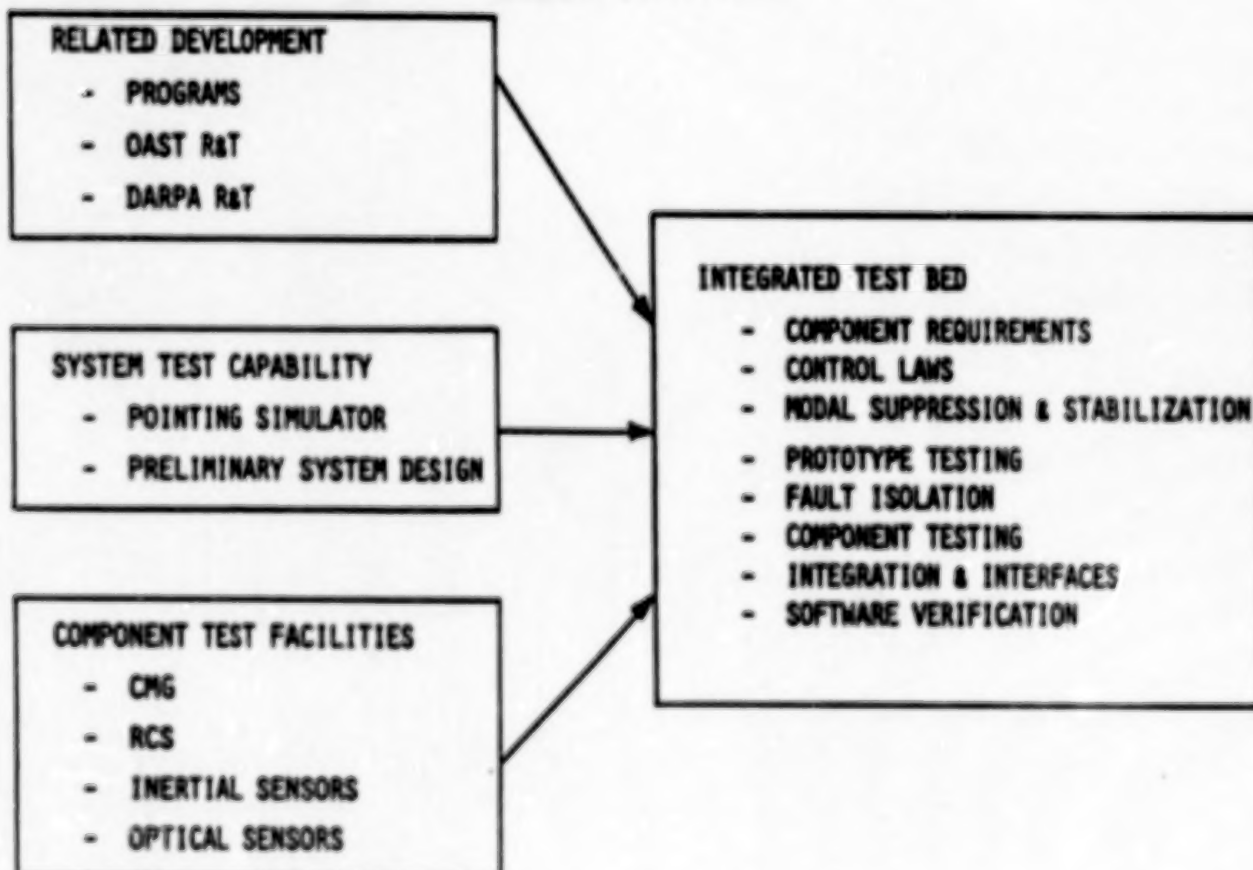 RELATED DEVELOPMENT
- PROGRAMS
- OAST R&T
- DARPA R&T
SYSTEM TEST CAPABILITY
- POINTING SIMULATOR
- PRELIMINARY SYSTEM DESIGN
COMPONENT TEST FACILITIES
- CMG
- RCS
- INERTIAL SENSORS
- OPTICAL SENSORS
INTEGRATED TEST BED
- COMPONENT REQUIREMENTS
- CONTROL LAWS
- MODAL SUPPRESSION & STABILIZATION
- PROTOTYPE TESTING
- FAULT ISOLATION
- COMPONENT TESTING
- INTEGRATION & INTERFACES
- SOFTWARE VERIFICATION